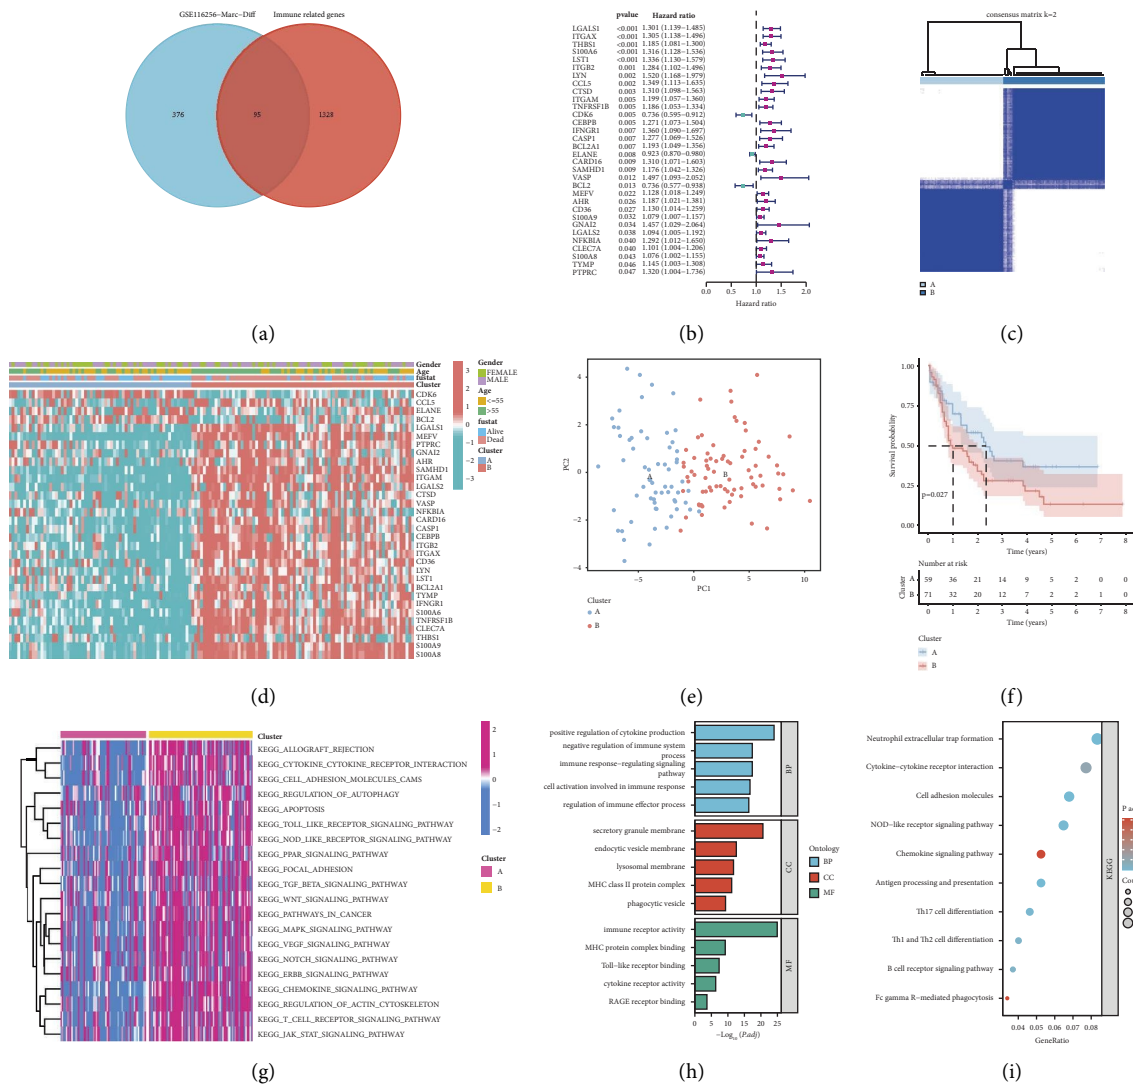 GSE116256−Marc−Diff
Immune related genes
376
95
1328
(a)
pvalue Hazard ratio
LGALS1 <0.001 1.301 (1.139−1.485)
ITGAX <0.001 1.305 (1.138−1.496)
THBS1 <0.001 1.185 (1.081−1.300)
S100A6 <0.001 1.316 (1.128−1.536)
LST1 <0.001 1.336 (1.130−1.579)
ITGB2 0.001 1.284 (1.102−1.496)
LYN 0.002 1.520 (1.168−1.979)
CCL5 0.002 1.349 (1.113−1.635)
CTSD 0.003 1.310 (1.098−1.563)
ITGAM 0.005 1.199 (1.057−1.360)
TNFRSF1B 0.005 1.186 (1.053−1.334)
CDK6 0.005 0.736 (0.595−0.912)
CEBPB 0.005 1.271 (1.073−1.504)
IFNGR1 0.007 1.360 (1.090−1.697)
CASP1 0.007 1.277 (1.069−1.526)
BCL2A1 0.007 1.193 (1.049−1.356)
ELANE 0.008 0.923 (0.870−0.980)
CARD16 0.009 1.310 (1.071−1.603)
SAMHD1 0.009 1.176 (1.042−1.326)
VASP 0.012 1.497 (1.093−2.052)
BCL2 0.013 0.736 (0.577−0.938)
MEFV 0.022 1.128 (1.018−1.249)
AHR 0.026 1.187 (1.021−1.381)
CD36 0.027 1.130 (1.014−1.259)
S100A9 0.032 1.079 (1.007−1.157)
GNAI2 0.034 1.457 (1.029−2.064)
LGALS2 0.038 1.094 (1.005−1.192)
NFKBIA 0.040 1.292 (1.012−1.650)
CLEC7A 0.040 1.101 (1.004−1.206)
S100A8 0.043 1.076 (1.002−1.155)
TYMP 0.046 1.145 (1.003−1.308)
PTPRC 0.047 1.320 (1.004−1.736)
0.0 0.5 1.0 1.5 2.0
Hazard ratio
(b)
consensus matrix k=2
A
B
(c)
Gender
Age
fustat
Cluster
CDK6
CCL5
ELANE
BCL2
LGALS1
MEFV
PTPRC
GNAI2
AHR
SAMHD1
ITGAM
LGALS2
CTSD
VASP
NFKBIA
CARD16
CASP1
CEBPB
ITGB2
ITGAX
CD36
LYN
LST1
BCL2A1
TYMP
IFNGR1
S100A6
TNFRSF1B
CLEC7A
THBS1
S100A9
S100A8
3
2
1
0
−1
−2
−3
Gender
FEMALE
MALE
Age
<=55
>55
fustat
Alive
Dead
Cluster
A
B
(d)
PC2
4
2
0
−2
−4
A
B
−5 0 5 10
PC1
Cluster
A
B
(e)
Survival probability
1.00
0.75
0.50
0.25
0.00
p=0.027
0 1 2 3 4 5 6 7 8
Time (years)
Number at risk
Cluster
A 59 36 21 14 9 5 2 0 0
B 71 32 20 12 7 2 2 1 0
0 1 2 3 4 5 6 7 8
Time (years)
Cluster
A
B
(f)
Cluster
KEGG_ALLOGRAFT_REJECTION
KEGG_CYTOKINE_CYTOKINE_RECEPTOR_INTERACTION
KEGG_CELL_ADHESION_MOLECULES_CAMS
KEGG_REGULATION_OF_AUTOPHAGY
KEGG_APOPTOSIS
KEGG_TOLL_LIKE_RECEPTOR_SIGNALING_PATHWAY
KEGG_NOD_LIKE_RECEPTOR_SIGNALING_PATHWAY
KEGG_PPAR_SIGNALING_PATHWAY
KEGG_FOCAL_ADHESION
KEGG_TGF_BETA_SIGNALING_PATHWAY
KEGG_WNT_SIGNALING_PATHWAY
KEGG_PATHWAYS_IN_CANCER
KEGG_MAPK_SIGNALING_PATHWAY
KEGG_VEGF_SIGNALING_PATHWAY
KEGG_NOTCH_SIGNALING_PATHWAY
KEGG_ERBB_SIGNALING_PATHWAY
KEGG_CHEMOKINE_SIGNALING_PATHWAY
KEGG_REGULATION_OF_ACTIN_CYTOSKELETON
KEGG_T_CELL_RECEPTOR_SIGNALING_PATHWAY
KEGG_JAK_STAT_SIGNALING_PATHWAY
2
1
0
−1
−2
Cluster
A
B
(g)
positive regulation of cytokine production
negative regulation of immune system
process
immune response−regulating signaling
pathway
cell activation involved in immune response
regulation of immune effector process
BP
secretory granule membrane
endocytic vesicle membrane
lysosomal membrane
MHC class II protein complex
phagocytic vesicle
CC
immune receptor activity
MHC protein complex binding
Toll−like receptor binding
cytokine receptor activity
RAGE receptor binding
MF
0 5 10 15 20 25
−Log10 (Padj)
Ontology
BP
CC
MF
(h)
Neutrophil extracellular trap formation
Cytokine−cytokine receptor interaction
Cell adhesion molecules
NOD−like receptor signaling pathway
Chemokine signaling pathway
Antigen processing and presentation
Th17 cell differentiation
Th1 and Th2 cell differentiation
B cell receptor signaling pathway
Fc gamma R−mediated phagocytosis
KEGG
0.04 0.05 0.06 0.07 0.08
GeneRatio
P a
Cou
(i)